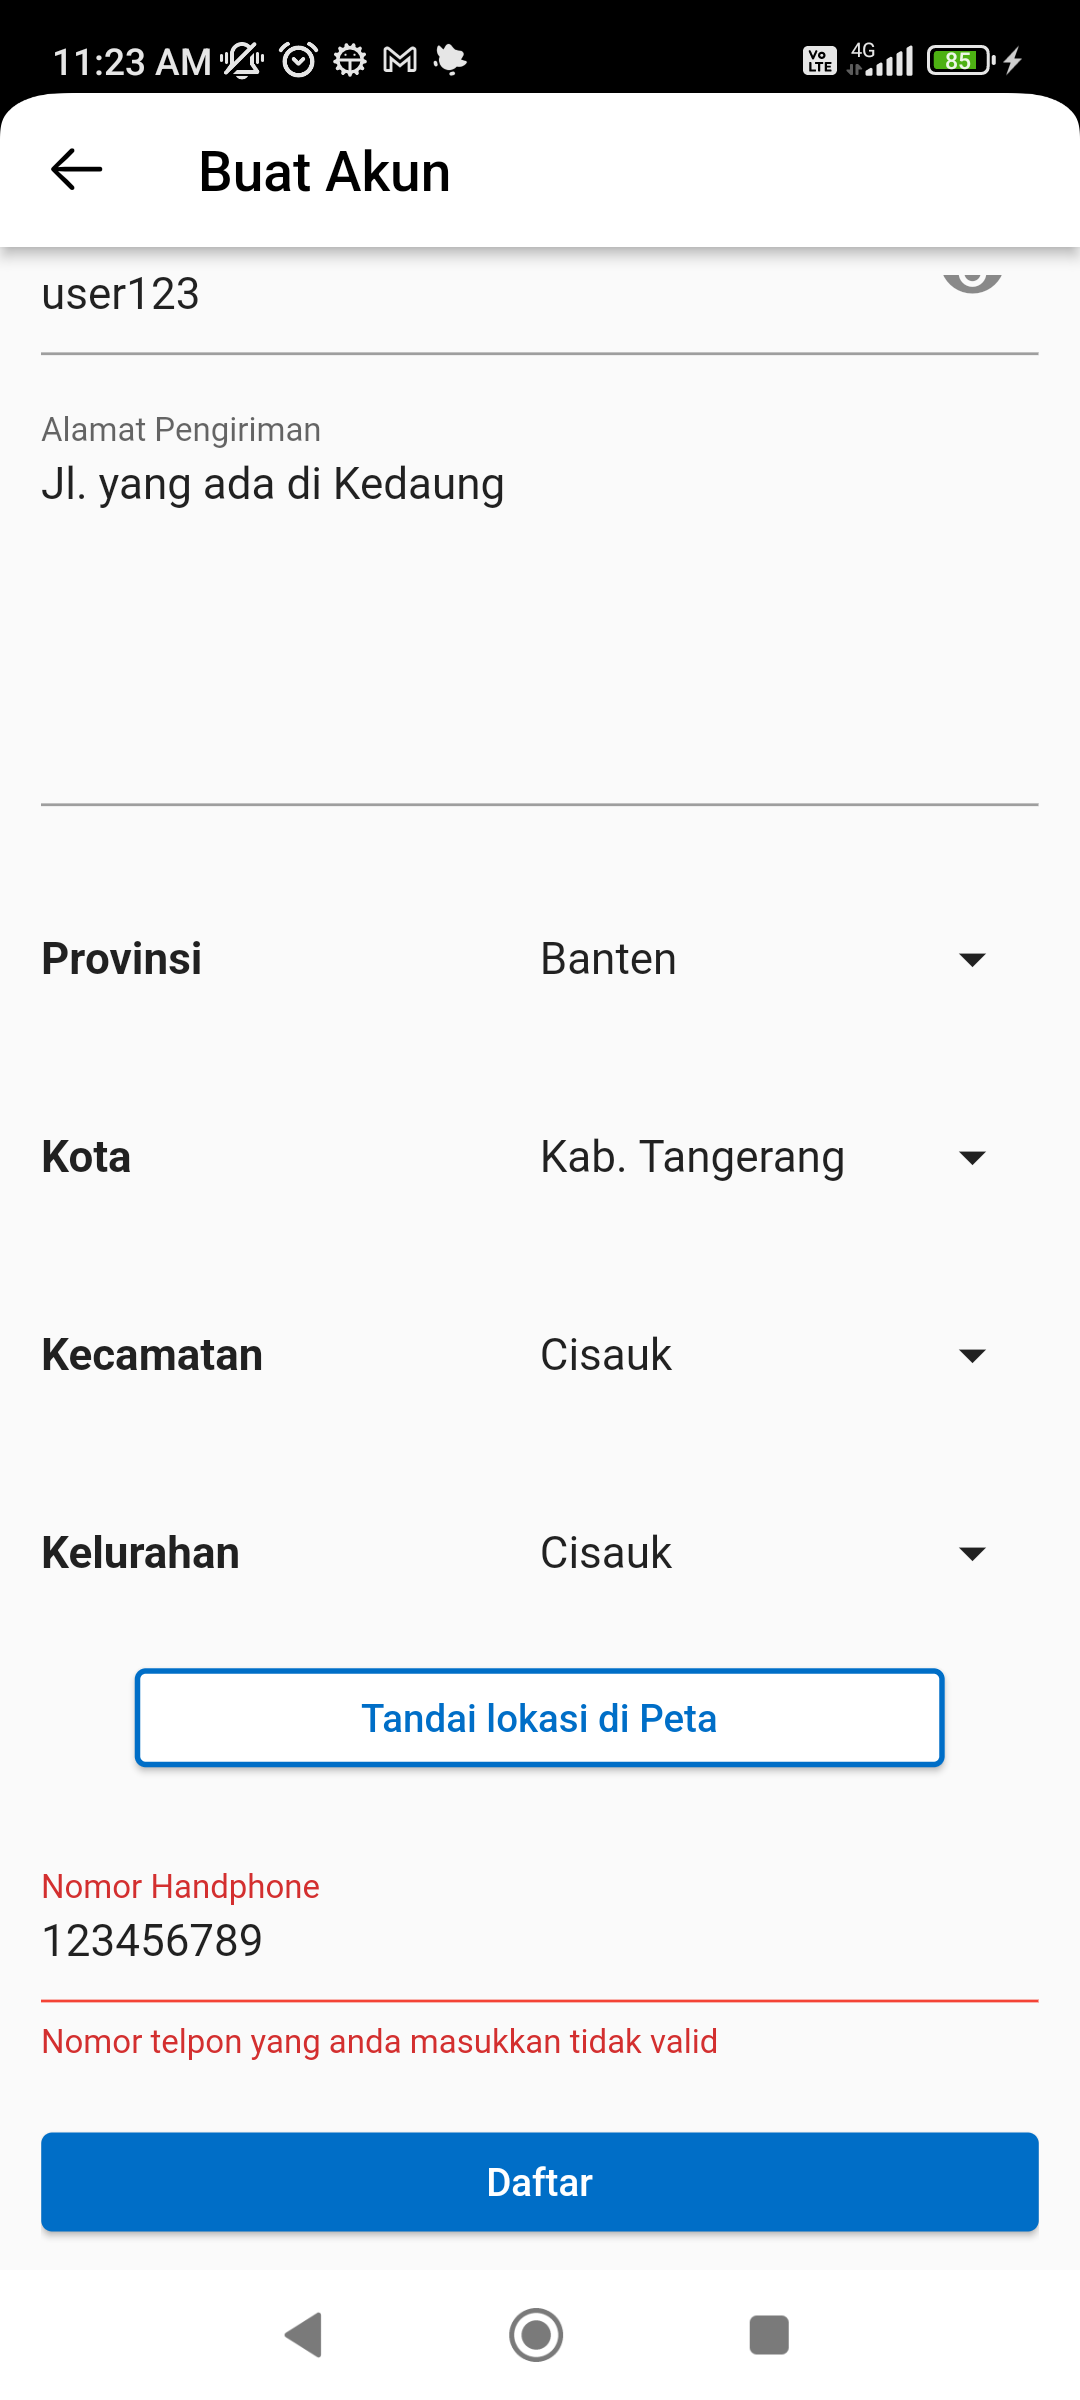 11:23 AM
Vo LTE
4G
85
Buat Akun
user123
Alamat Pengiriman
Jl. yang ada di Kedaung
Provinsi Banten
Kota Kab. Tangerang
Kecamatan Cisauk
Kelurahan Cisauk
Tandai lokasi di Peta
Nomor Handphone
123456789
Nomor telpon yang anda masukkan tidak valid
Daftar